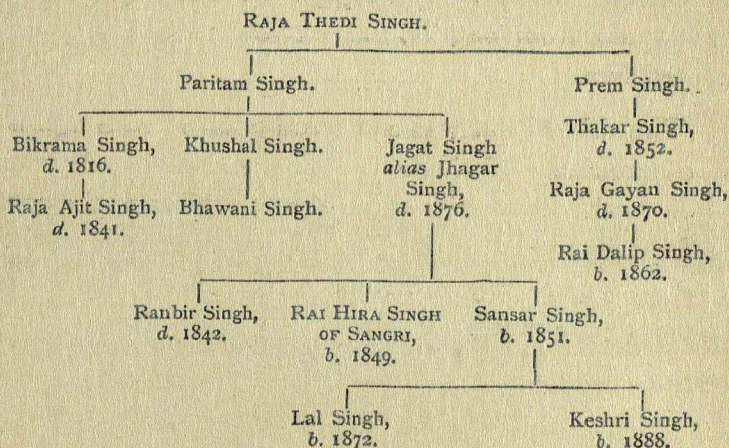 RAJA THEDI SINGH.
Paritam Singh.
Prem Singh.
Bikrama Singh,
d. 1816.
Khushal Singh.
Jagat Singh
alias Jhagar
Singh,
d. 1876.
Thakar Singh,
d. 1852.
Raja Ajit Singh,
d. 1841.
Bhawani Singh.
Raja Gayan Singh,
d. 1870.
Rai Dalip Singh,
b. 1862.
Ranbir Singh,
d. 1842.
RAI HIRA SINGH
OF SANGRI,
b. 1849.
Sansar Singh,
b. 1851.
Lal Singh,
b. 1872.
Keshri Singh,
b. 1888.